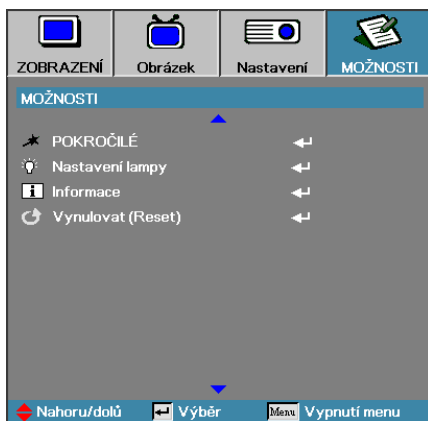 ZOBRAZENÍ Obrázek Nastavení MOŽNOSTI
MOŽNOSTI
POKROČILÉ
Nastavení lampy
i Informace
Vynulovat (Reset)
Nahoru/dolů Výběr Menu Vypnutí menu